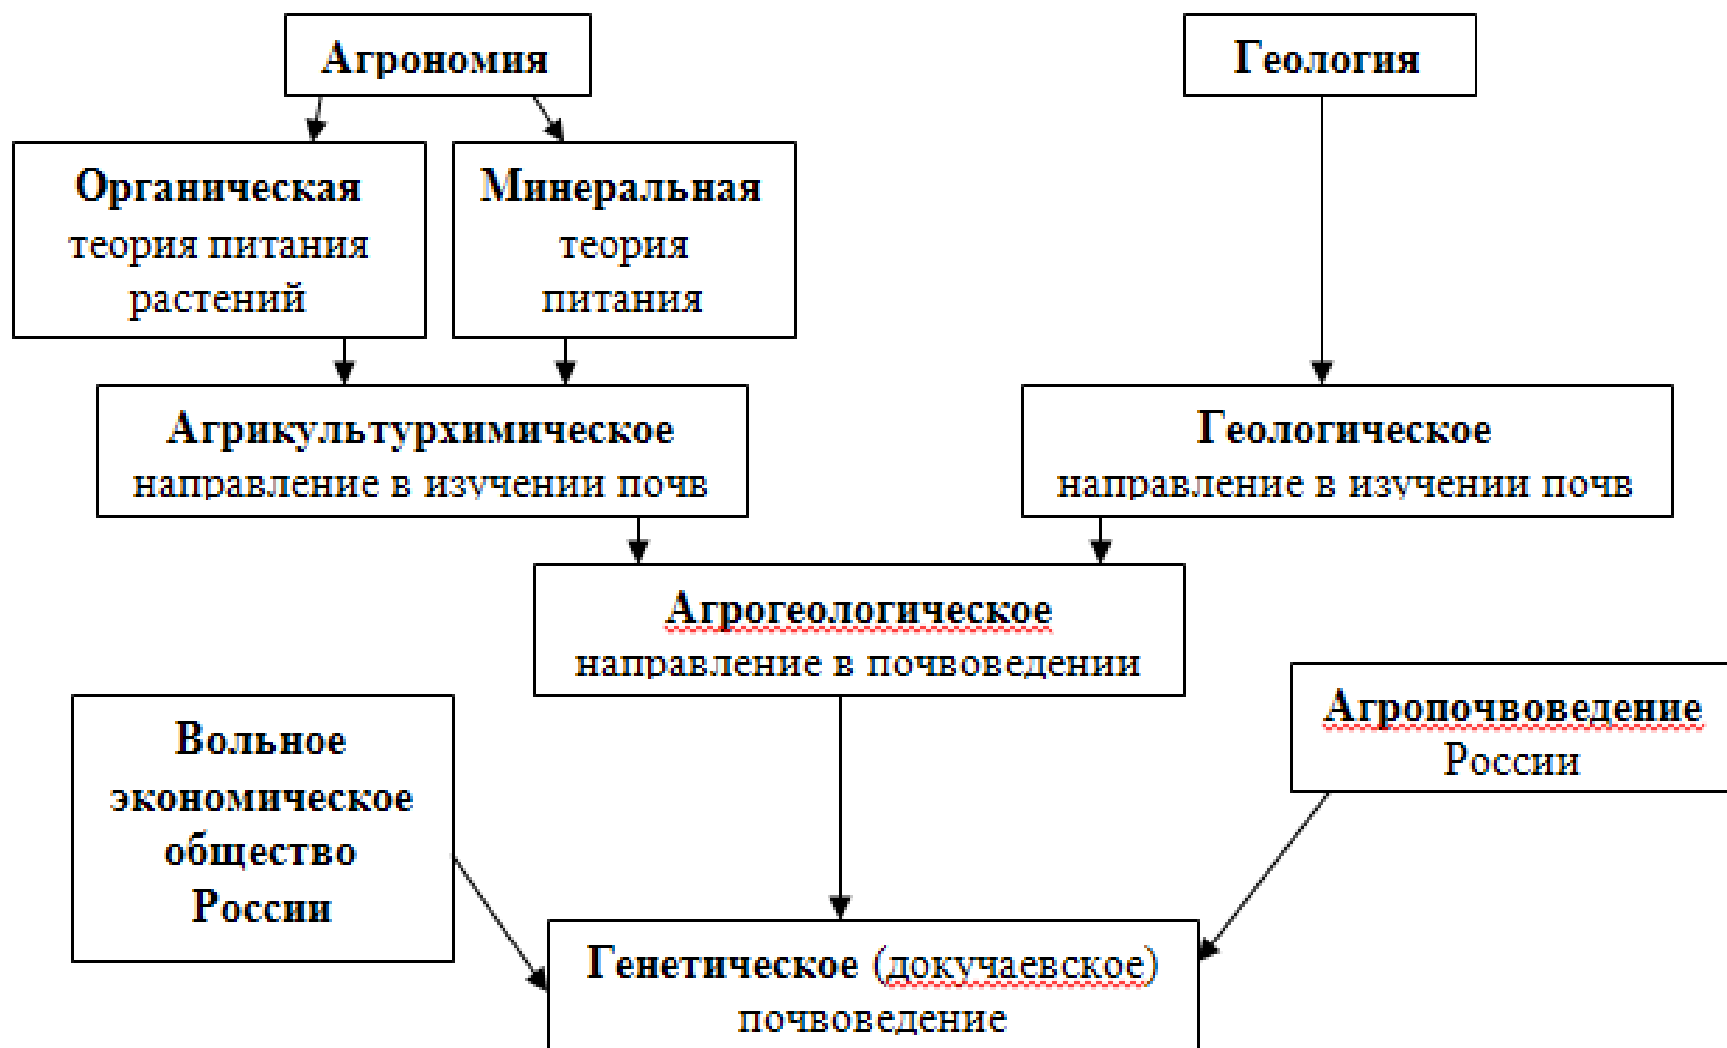 Агрономия
Геология
Органическая
теория питания
растений
Минеральная
теория
питания
Агрикультурхимическое
направление в изучении почв
Геологическое
направление в изучении почв
Агрогеологическое
направление в почвоведении
Вольное
экономическое
общество
России
Агропочвоведение
России
Генетическое (докучаевское)
почвоведение